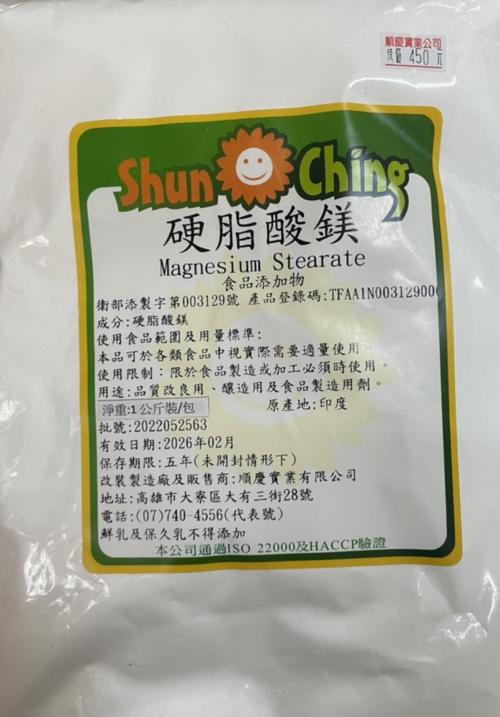 順慶實業公司
售價 450 元
Shun Ching
硬脂酸鎂
Magnesium Stearate
食品添加物
衛部添製字第003129號 產品登錄碼:TFAA1N00312900
成分:硬脂酸鎂
使用食品範圍及用量標準:
本品可於各類食品中視實際需要適量使用。
使用限制：限於食品製造或加工必須時使用。
用途:品質改良用、釀造用及食品製造用劑。
淨重:1公斤裝/包 原產地:印度
批號:2022052563
有效日期:2026年02月
保存期限:五年(未開封情形下)
改裝製造廠及販售商:順慶實業有限公司
地址:高雄市大寮區大有三街28號
電話:(07)740-4556(代表號)
鮮乳及保久乳不得添加
本公司通過ISO 22000及HACCP驗證